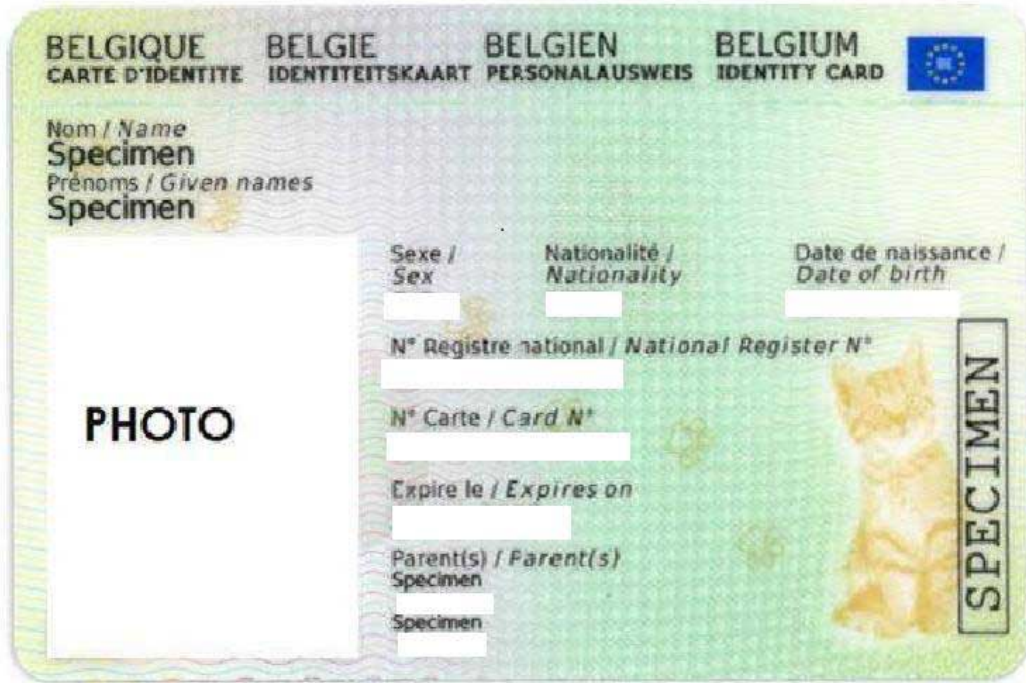 BELGIQUE BELGIE BELGIEN BELGIUM
CARTE D'IDENTITE IDENTITEITSKAART PERSONALAUSWEIS IDENTITY CARD
Nom / Name
Specimen
Prénoms / Given names
Specimen
Sexe / Nationalité / Date de naissance /
Sex Nationality Date of birth
N° Registre national / National Register N°
PHOTO
N° Carte / Card N°
Expire le / Expires on
Parent(s) / Parent(s)
Specimen
Specimen
SPECIMEN